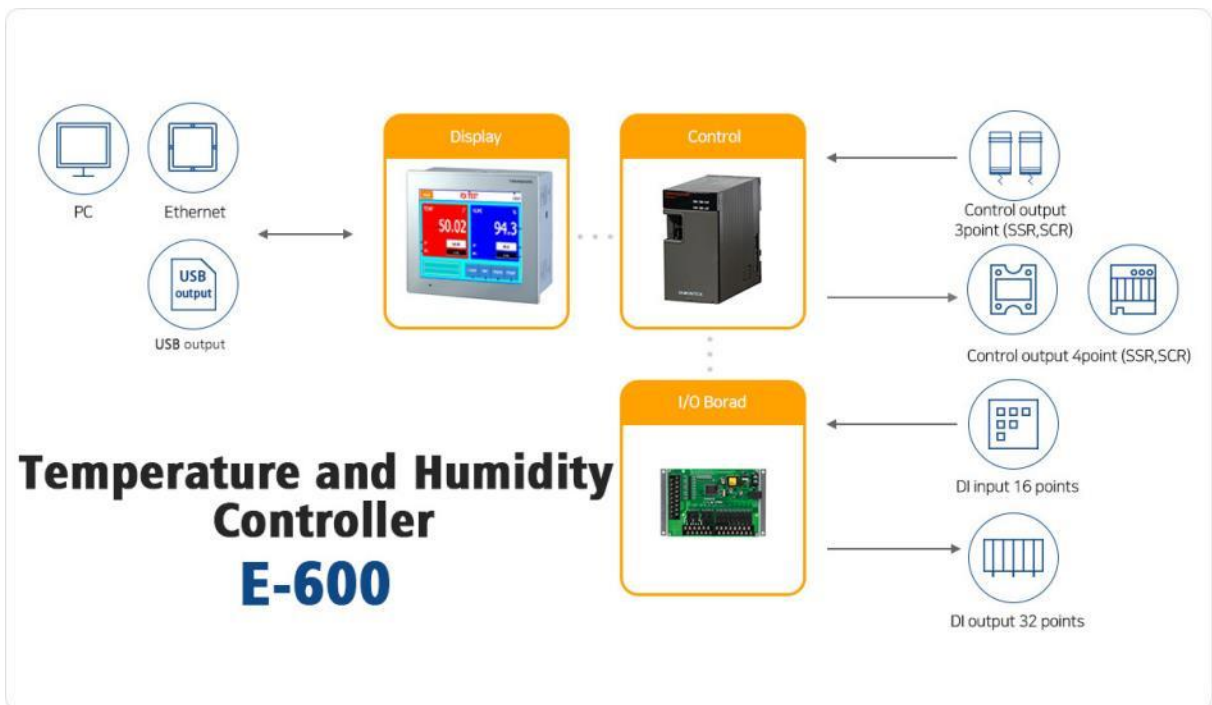 Display
Control
PC
Ethernet
USB
output
USB output
TEMP
50.02
94.3
Control output
3point (SSR,SCR)
Control output 4point (SSR,SCR)
I/O Borad
DI input 16 points
DI output 32 points
Temperature and Humidity
Controller
E-600